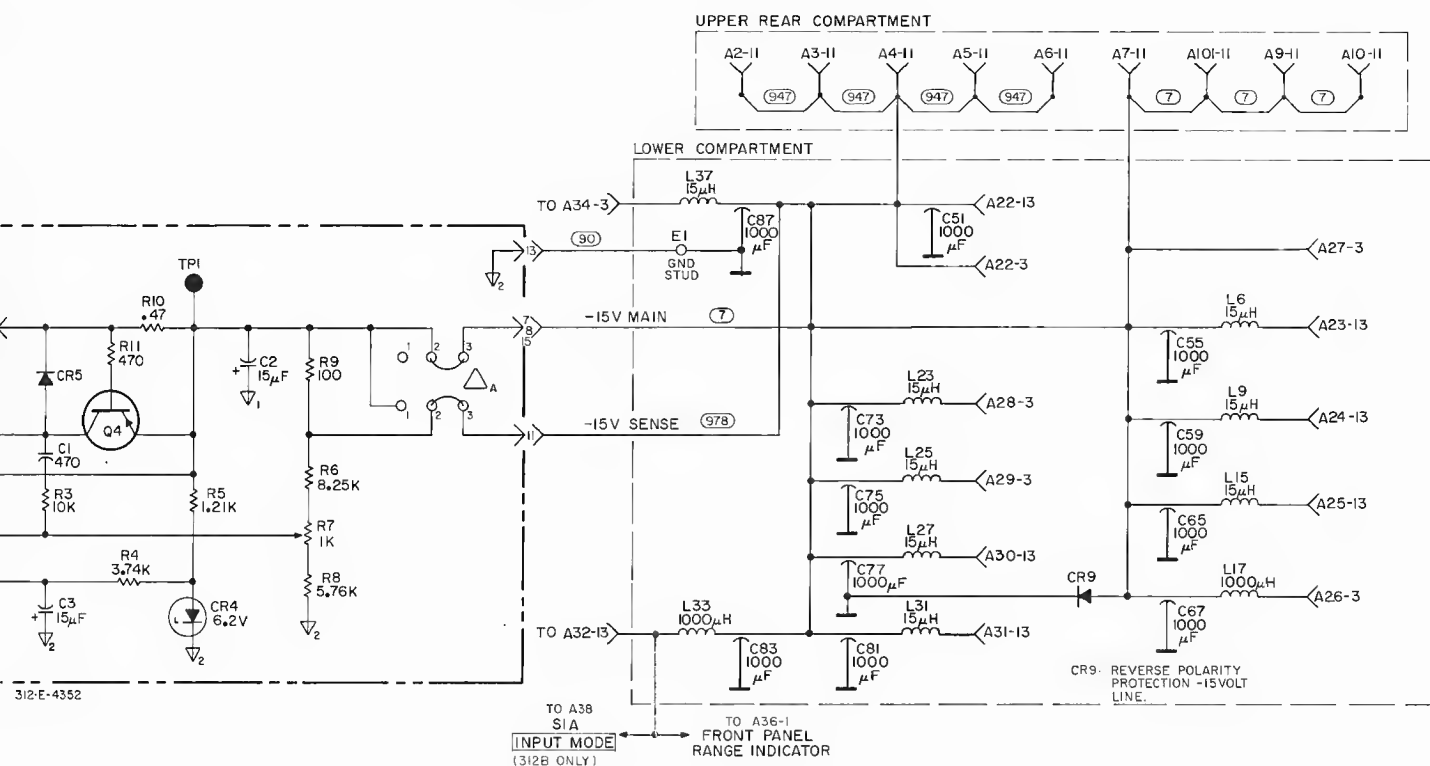 UPPER REAR COMPARTMENT
A2-11 A3-11 A4-11 A5-11 A6-11 A7-11 A101-11 A9-11 A10-11
947 947 947 947 7 7 7
LOWER COMPARTMENT
TO A34-3
L37
15μH
C87
1000
μF
C51
1000
μF
A22-13
A22-3
13
90
E1
GND
STUD
2
A27-3
TP1
R10
.47
R11
470
CR5
Q4
C1
470
R3
10K
C2
+
15μF
1
R9
100
1 2 3
A
1 2 3
7
8
15
-15V MAIN
7
11
-15V SENSE
978
L6
15μH
A23-13
C55
1000
μF
L23
15μH
A28-3
C73
1000
μF
L9
15μH
A24-13
C59
1000
μF
R6
8.25K
R5
1.21K
R7
1K
R4
3.74K
R8
5.76K
2
C3
+
15μF
2
CR4
6.2V
2
L25
15μH
A29-3
C75
1000
μF
L15
15μH
A25-13
C65
1000
μF
L27
15μH
A30-13
C77
1000μF
CR9
L17
1000μH
A26-3
C67
1000
μF
TO A32-13
L33
1000μH
C83
1000
μF
L31
15μH
A31-13
C81
1000
μF
CR9- REVERSE POLARITY
PROTECTION -15VOLT
LINE.
312-E-4352
TO A38
S1A
INPUT MODE
(312B ONLY)
TO A36-1
FRONT PANEL
RANGE INDICATOR